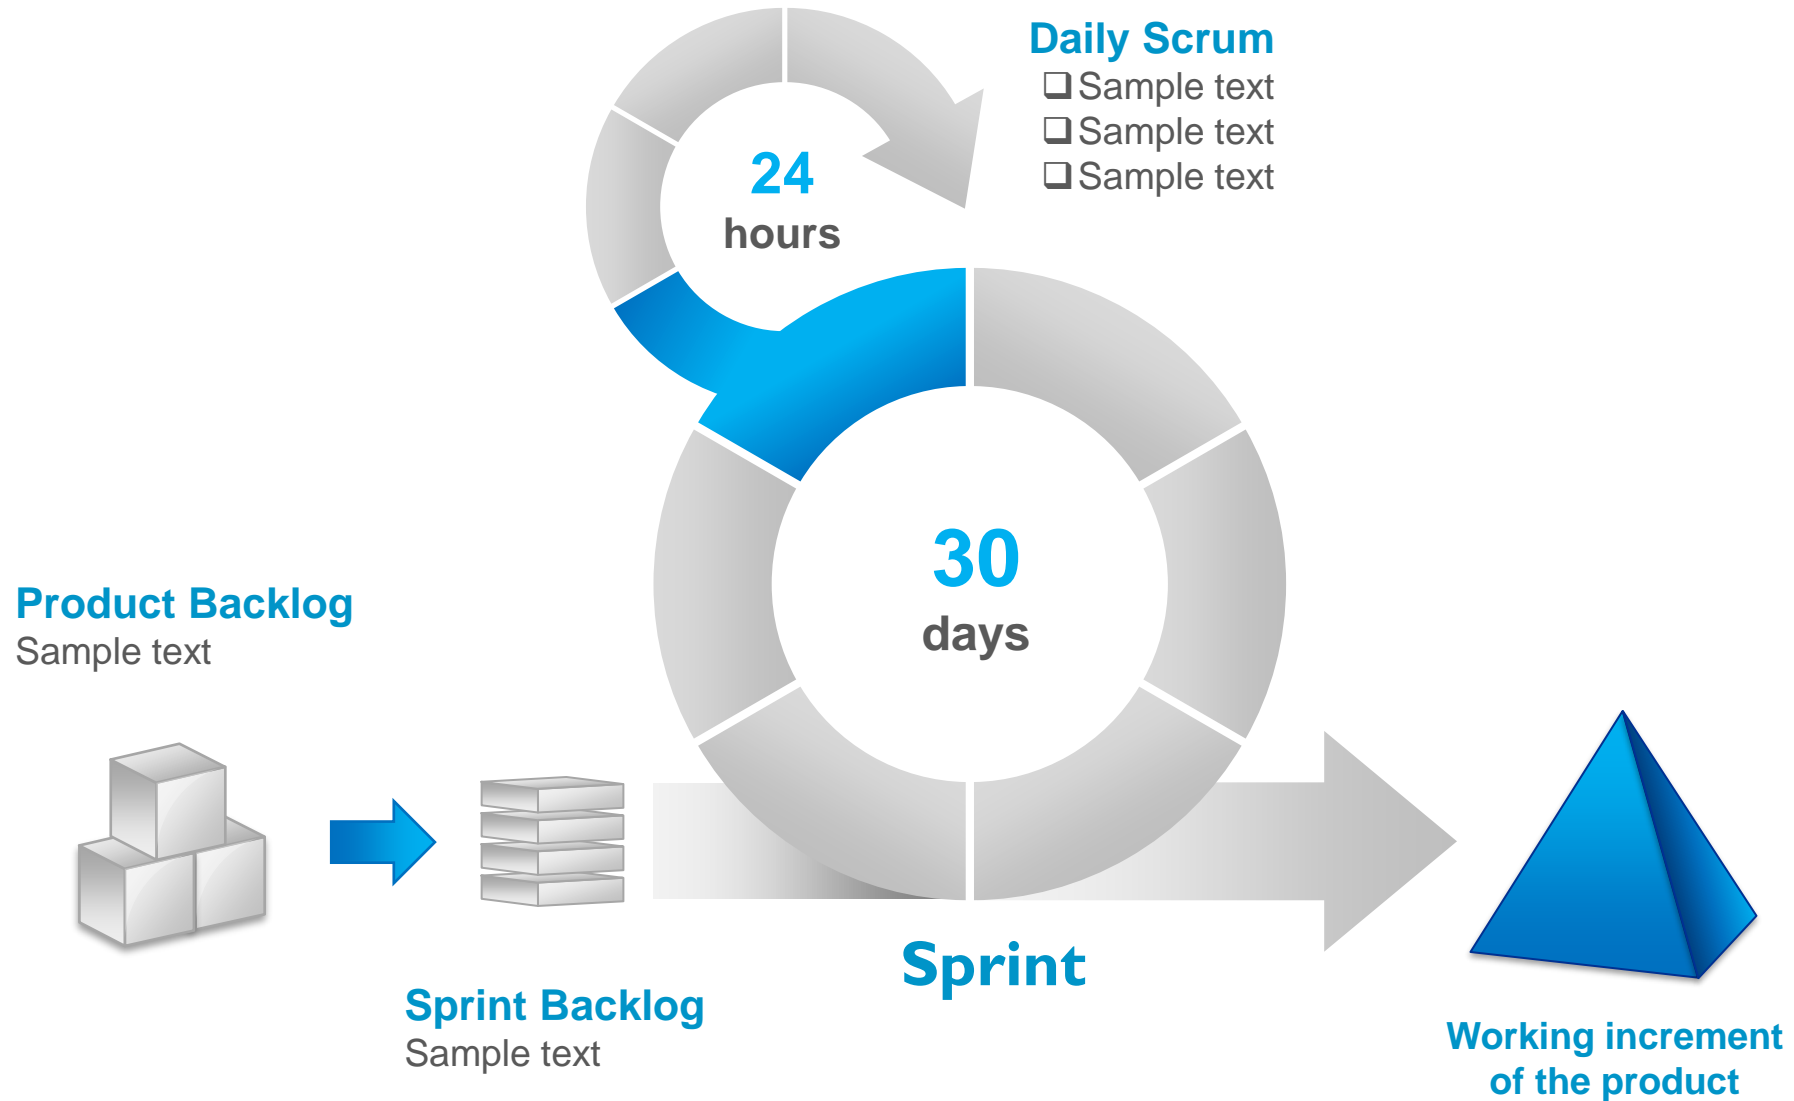 Daily Scrum
❑ Sample text
❑ Sample text
❑ Sample text
24
hours
30
days
Product Backlog
Sample text
Sprint
Sprint Backlog
Sample text
Working increment
of the product